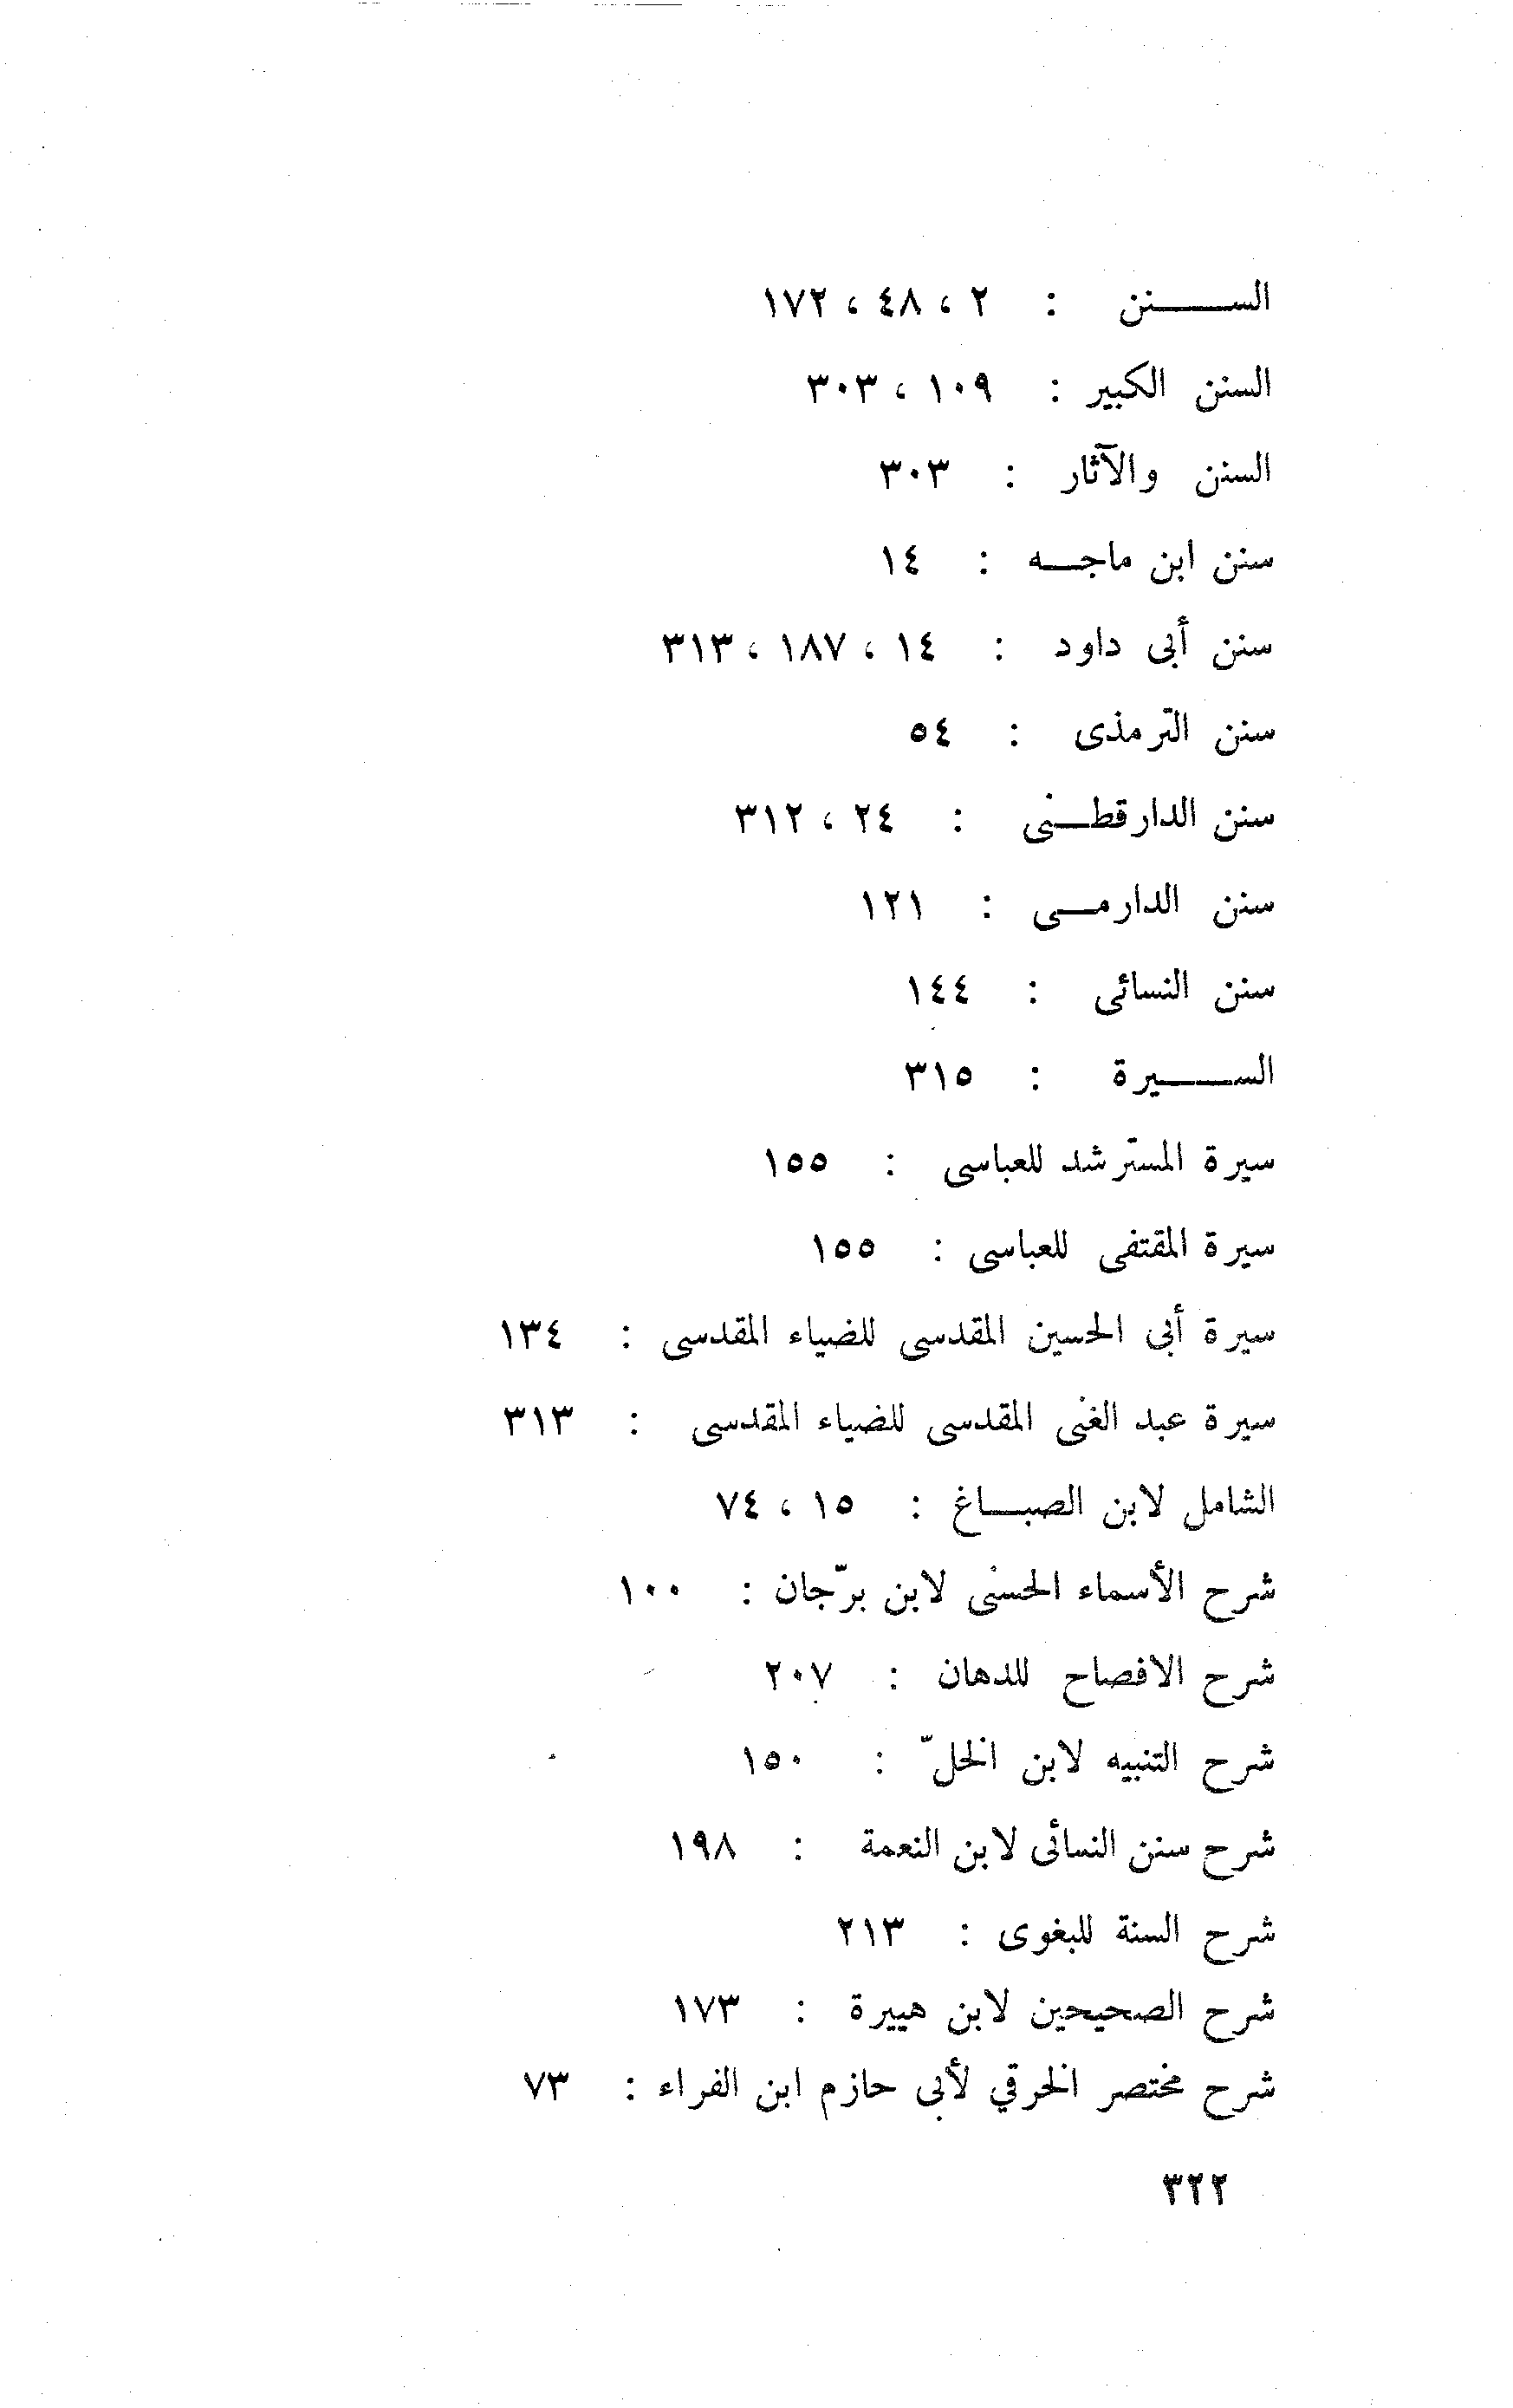 الســـــنن : ٢ ، ٤٨ ، ١٧٢
السنن الكبير : ١٠٩ ، ٣٠٣
السنن والآثار : ٣٠٣
سنن ابن ماجـــه : ١٤
سنن أبى داود : ١٤ ، ١٨٧ ، ٣١٣
سنن الترمذى : ٥٤
سنن الدارقطــنى : ٢٤ ، ٣١٢
سنن الدارمــى : ١٢١
سنن النسائى : ١٤٤
الســـــيرة : ٣١٥
سيرة المسترشد للعباسى : ١٥٥
سيرة المقتفى للعباسى : ١٥٥
سيرة أبى الحسين المقدسى للضياء المقدسى : ١٣٤
سيرة عبد الغنى المقدسى للضياء المقدسى : ٣١٣
الشامل لابن الصبــاغ : ١٥ ، ٧٤
شرح الأسماء الحسنى لابن برّجان : ١٠٠
شرح الافصاح للدهان : ٢٠٧
شرح التنبيه لابن الخلّ : ١٥٠
شرح سنن النسائى لابن النعمة : ١٩٨
شرح السنة للبغوى : ٢١٣
شرح الصحيحين لابن هييرة : ١٧٣
شرح مختصر الخرقي لأبى حازم ابن الفراء : ٧٣
٣٢٢